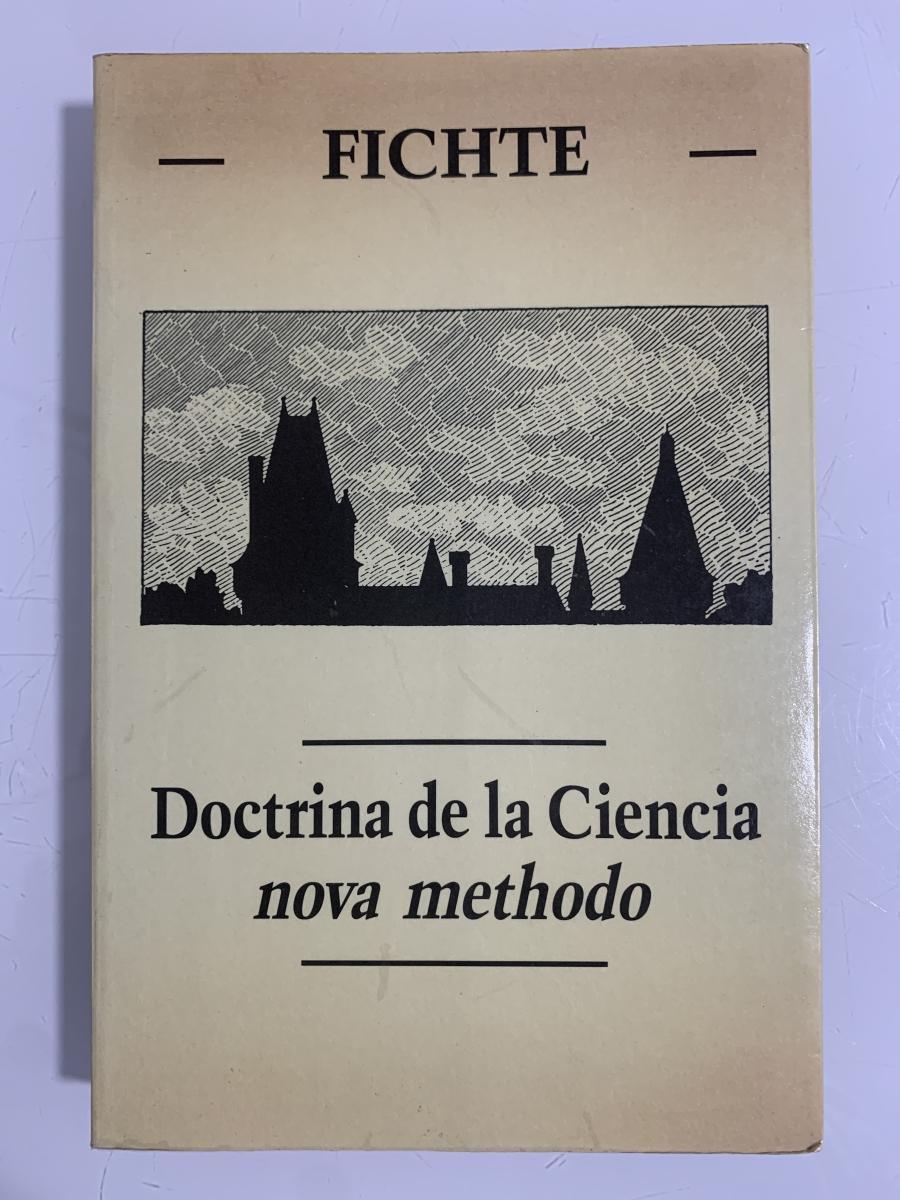 FICHTE
Doctrina de la Ciencia
nova methodo